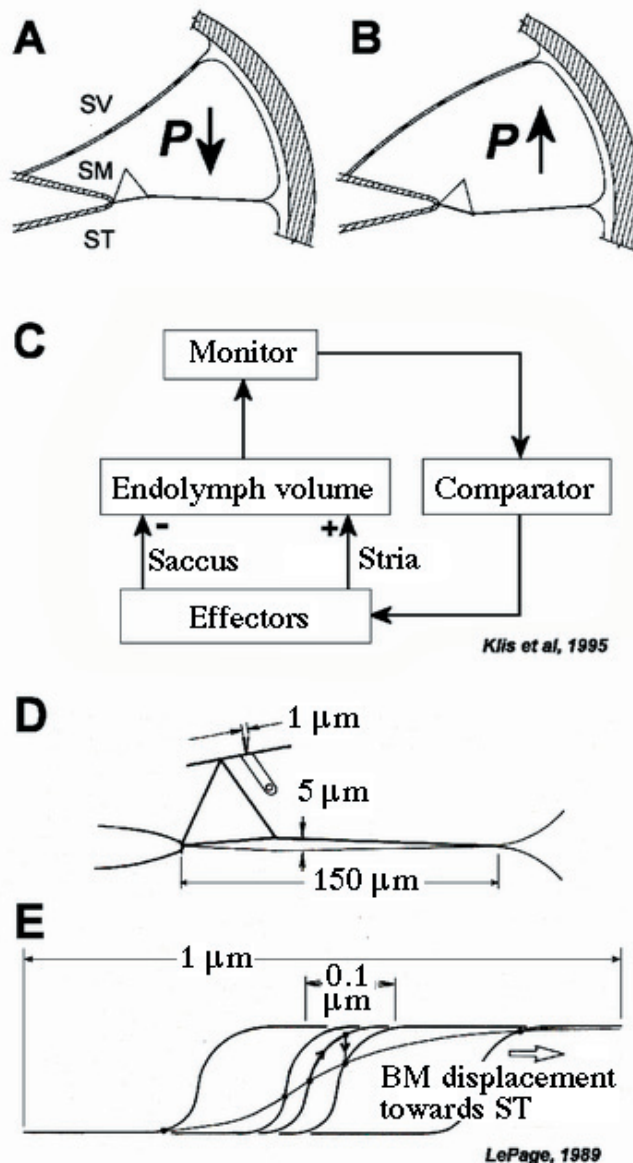 A
B
SV
P
P
SM
ST
C
Monitor
Endolymph volume
Comparator
-
+
Saccus
Stria
Effectors
Klis et al, 1995
D
1 µm
5 µm
150 µm
E
1 µm
0.1
µm
BM displacement
towards ST
LePage, 1989